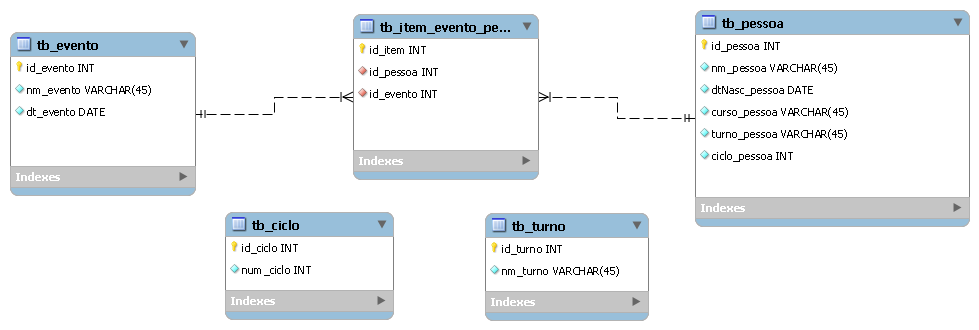 tb_evento
id_evento INT
nm_evento VARCHAR(45)
dt_evento DATE
Indexes
tb_item_evento_pe...
id_item INT
id_pessoa INT
id_evento INT
Indexes
tb_pessoa
id_pessoa INT
nm_pessoa VARCHAR(45)
dtNasc_pessoa DATE
curso_pessoa VARCHAR(45)
turno_pessoa VARCHAR(45)
ciclo_pessoa INT
Indexes
tb_ciclo
id_ciclo INT
num_ciclo INT
Indexes
tb_turno
id_turno INT
nm_turno VARCHAR(45)
Indexes